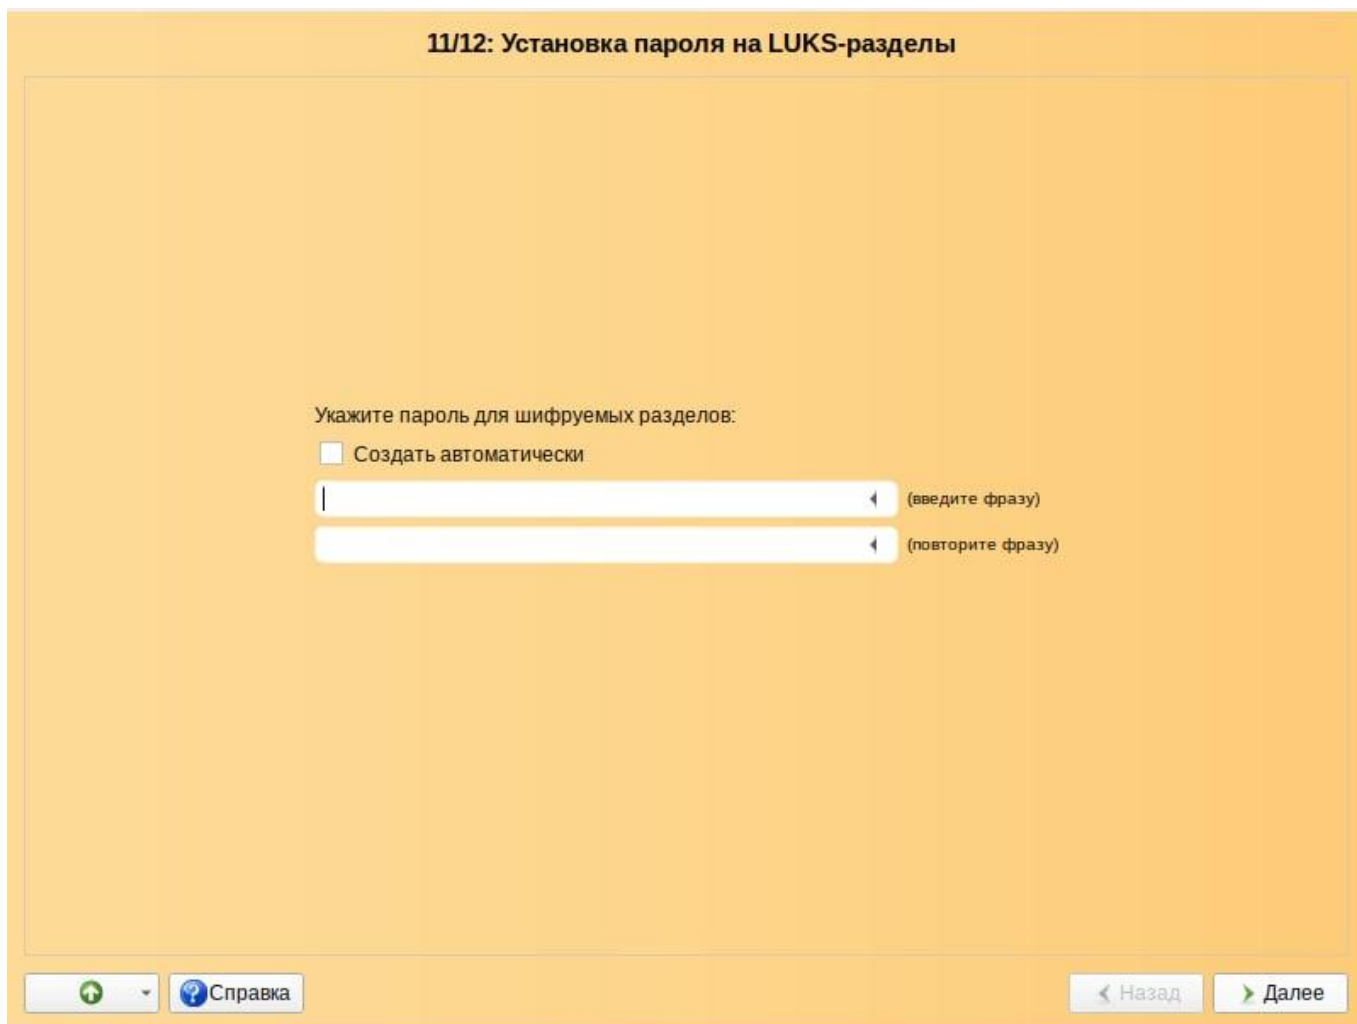 11/12: Установка пароля на LUKS-разделы
Укажите пароль для шифруемых разделов:
Создать автоматически
(введите фразу)
(повторите фразу)
Справка
Назад
Далее